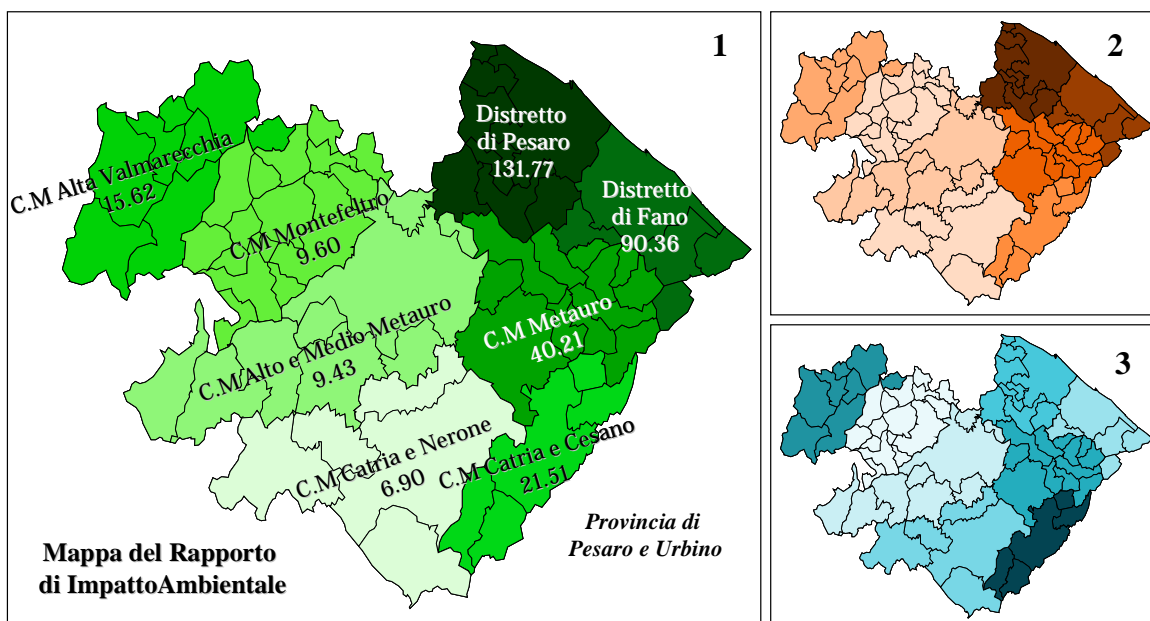 1
Distretto
di Pesaro
131.77
Distretto
di Fano
90.36
C.M Alta Valmarecchia
15.62
C.M Montefeltro
9.60
C.M Metauro
40.21
C.M Alto e Medio Metauro
9.43
C.M Catria e Nerone
6.90
C.M Catria e Cesano
21.51
Mappa del Rapporto
di ImpattoAmbientale
Provincia di
Pesaro e Urbino
2
3